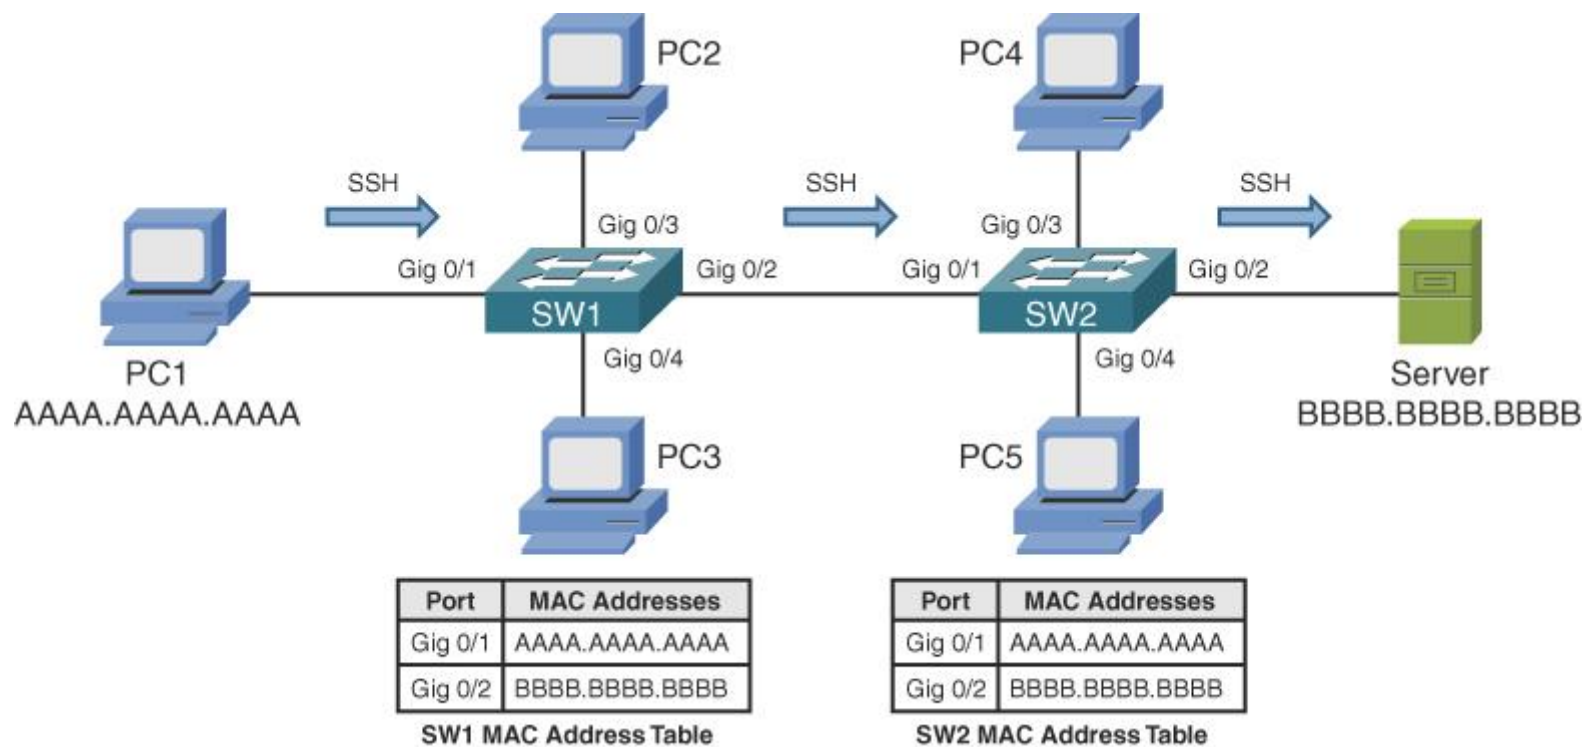 PC2
PC4
SSH
SSH
SSH
Gig 0/3
Gig 0/3
Gig 0/1
Gig 0/2
Gig 0/1
Gig 0/2
SW1
SW2
Gig 0/4
Gig 0/4
PC1
AAAA.AAAA.AAAA
Server
BBBB.BBBB.BBBB
PC3
PC5
Port MAC Addresses
Gig 0/1 AAAA.AAAA.AAAA
Gig 0/2 BBBB.BBBB.BBBB
SW1 MAC Address Table
Port MAC Addresses
Gig 0/1 AAAA.AAAA.AAAA
Gig 0/2 BBBB.BBBB.BBBB
SW2 MAC Address Table